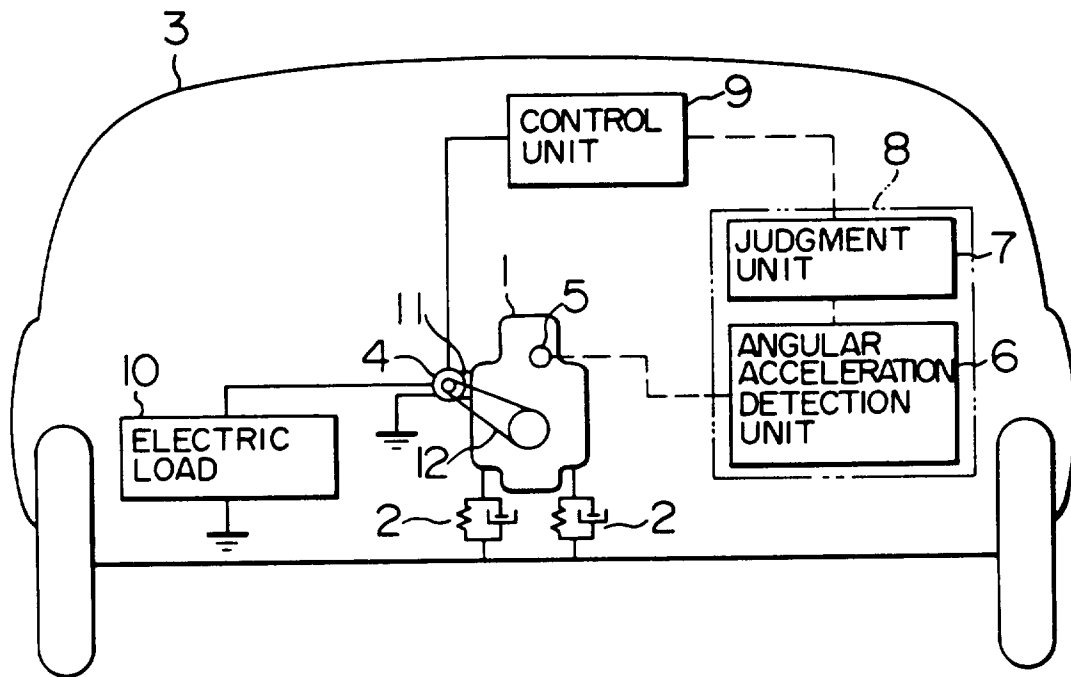 3
CONTROL
UNIT
9
8
JUDGMENT
UNIT
7
1
5
11
4
ANGULAR
ACCELERATION
DETECTION
UNIT
6
10
ELECTRIC
LOAD
12
2
2